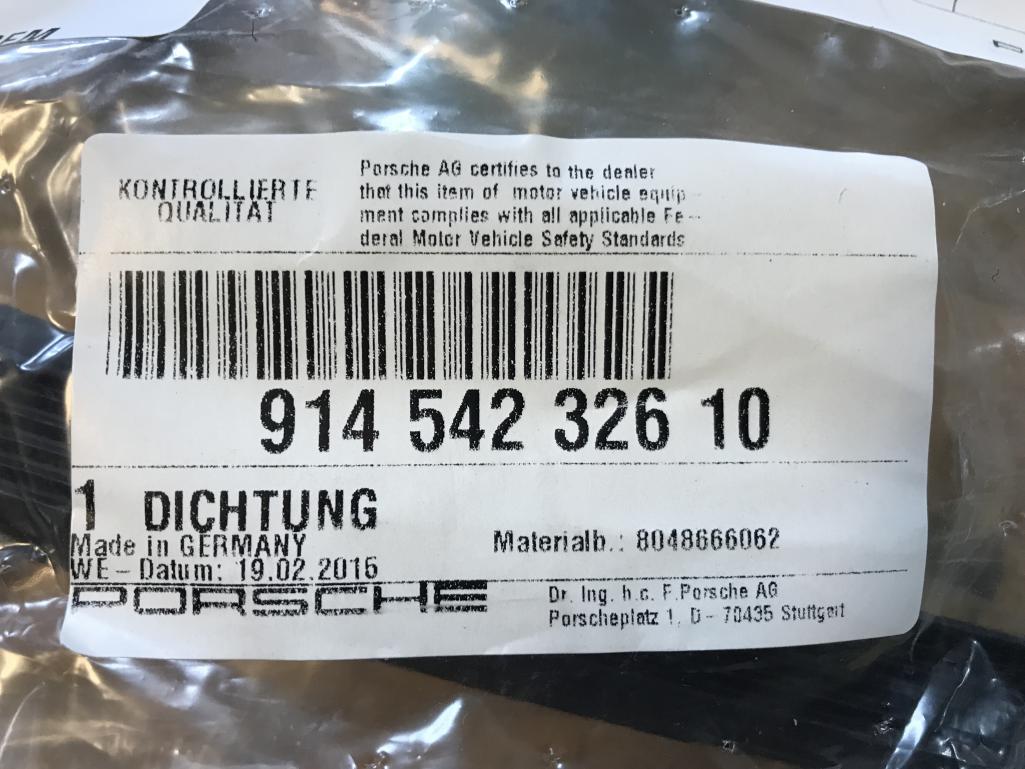 KONTROLLIERTE
QUALITAT
Porsche AG certifies to the dealer
that this item of motor vehicle equip-
ment complies with all applicable Fe-
deral Motor Vehicle Safety Standards
914 542 326 10
1 DICHTUNG
Made in GERMANY
WE-Datum: 19.02.2016
Materialb.: 8048666062
PORSCHE
Dr. Ing. h.c. F.Porsche AG
Porscheplatz 1, D-70435 Stuttgart